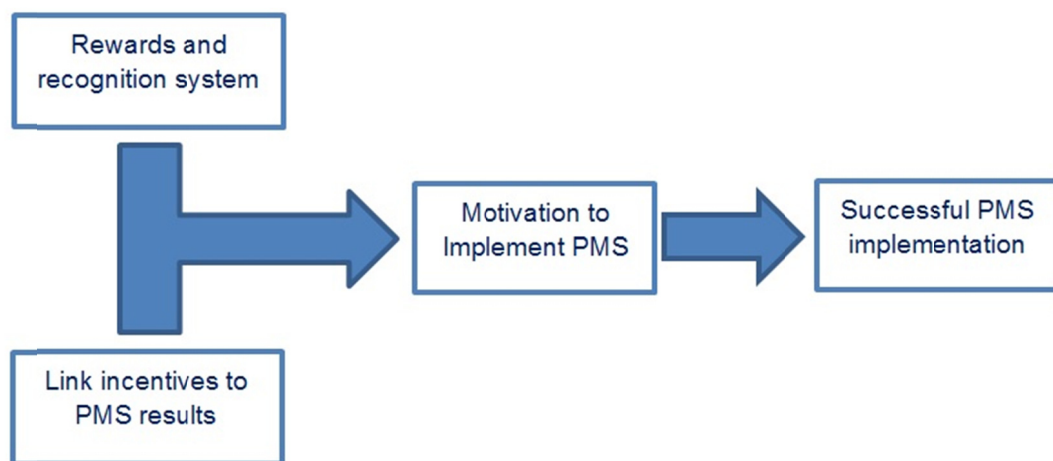 Rewards and
recognition system
Motivation to
Implement PMS
Successful PMS
implementation
Link incentives to
PMS results